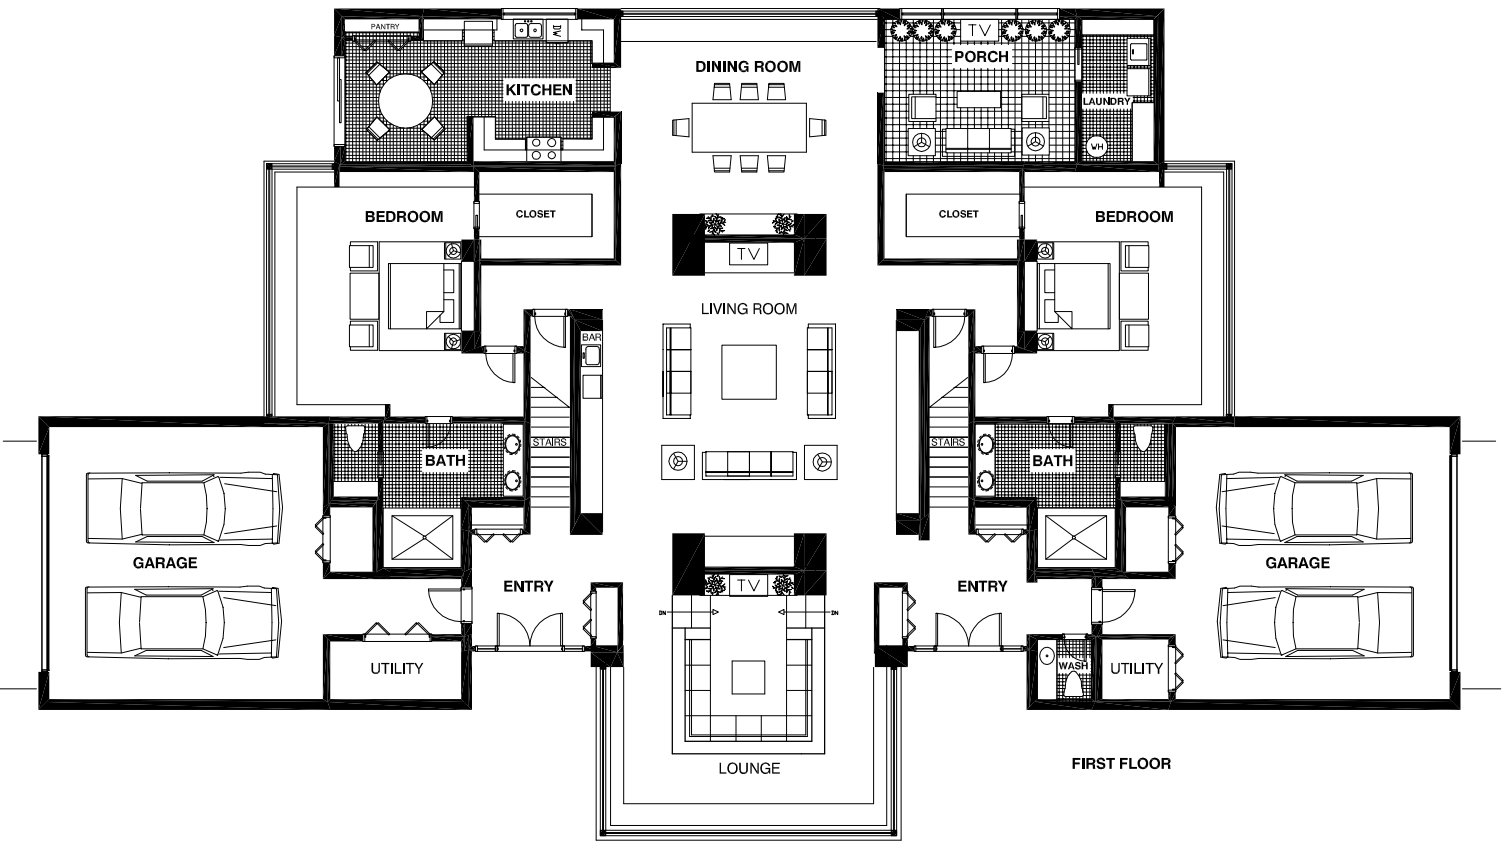 PANTRY
DW
KITCHEN
DINING ROOM
TV
PORCH
LAUNDRY
WH
BEDROOM
CLOSET
CLOSET
BEDROOM
TV
LIVING ROOM
BAR
STAIRS
STAIRS
BATH
BATH
GARAGE
GARAGE
ENTRY
TV
ENTRY
DN
DN
UTILITY
WASH
UTILITY
LOUNGE
FIRST FLOOR